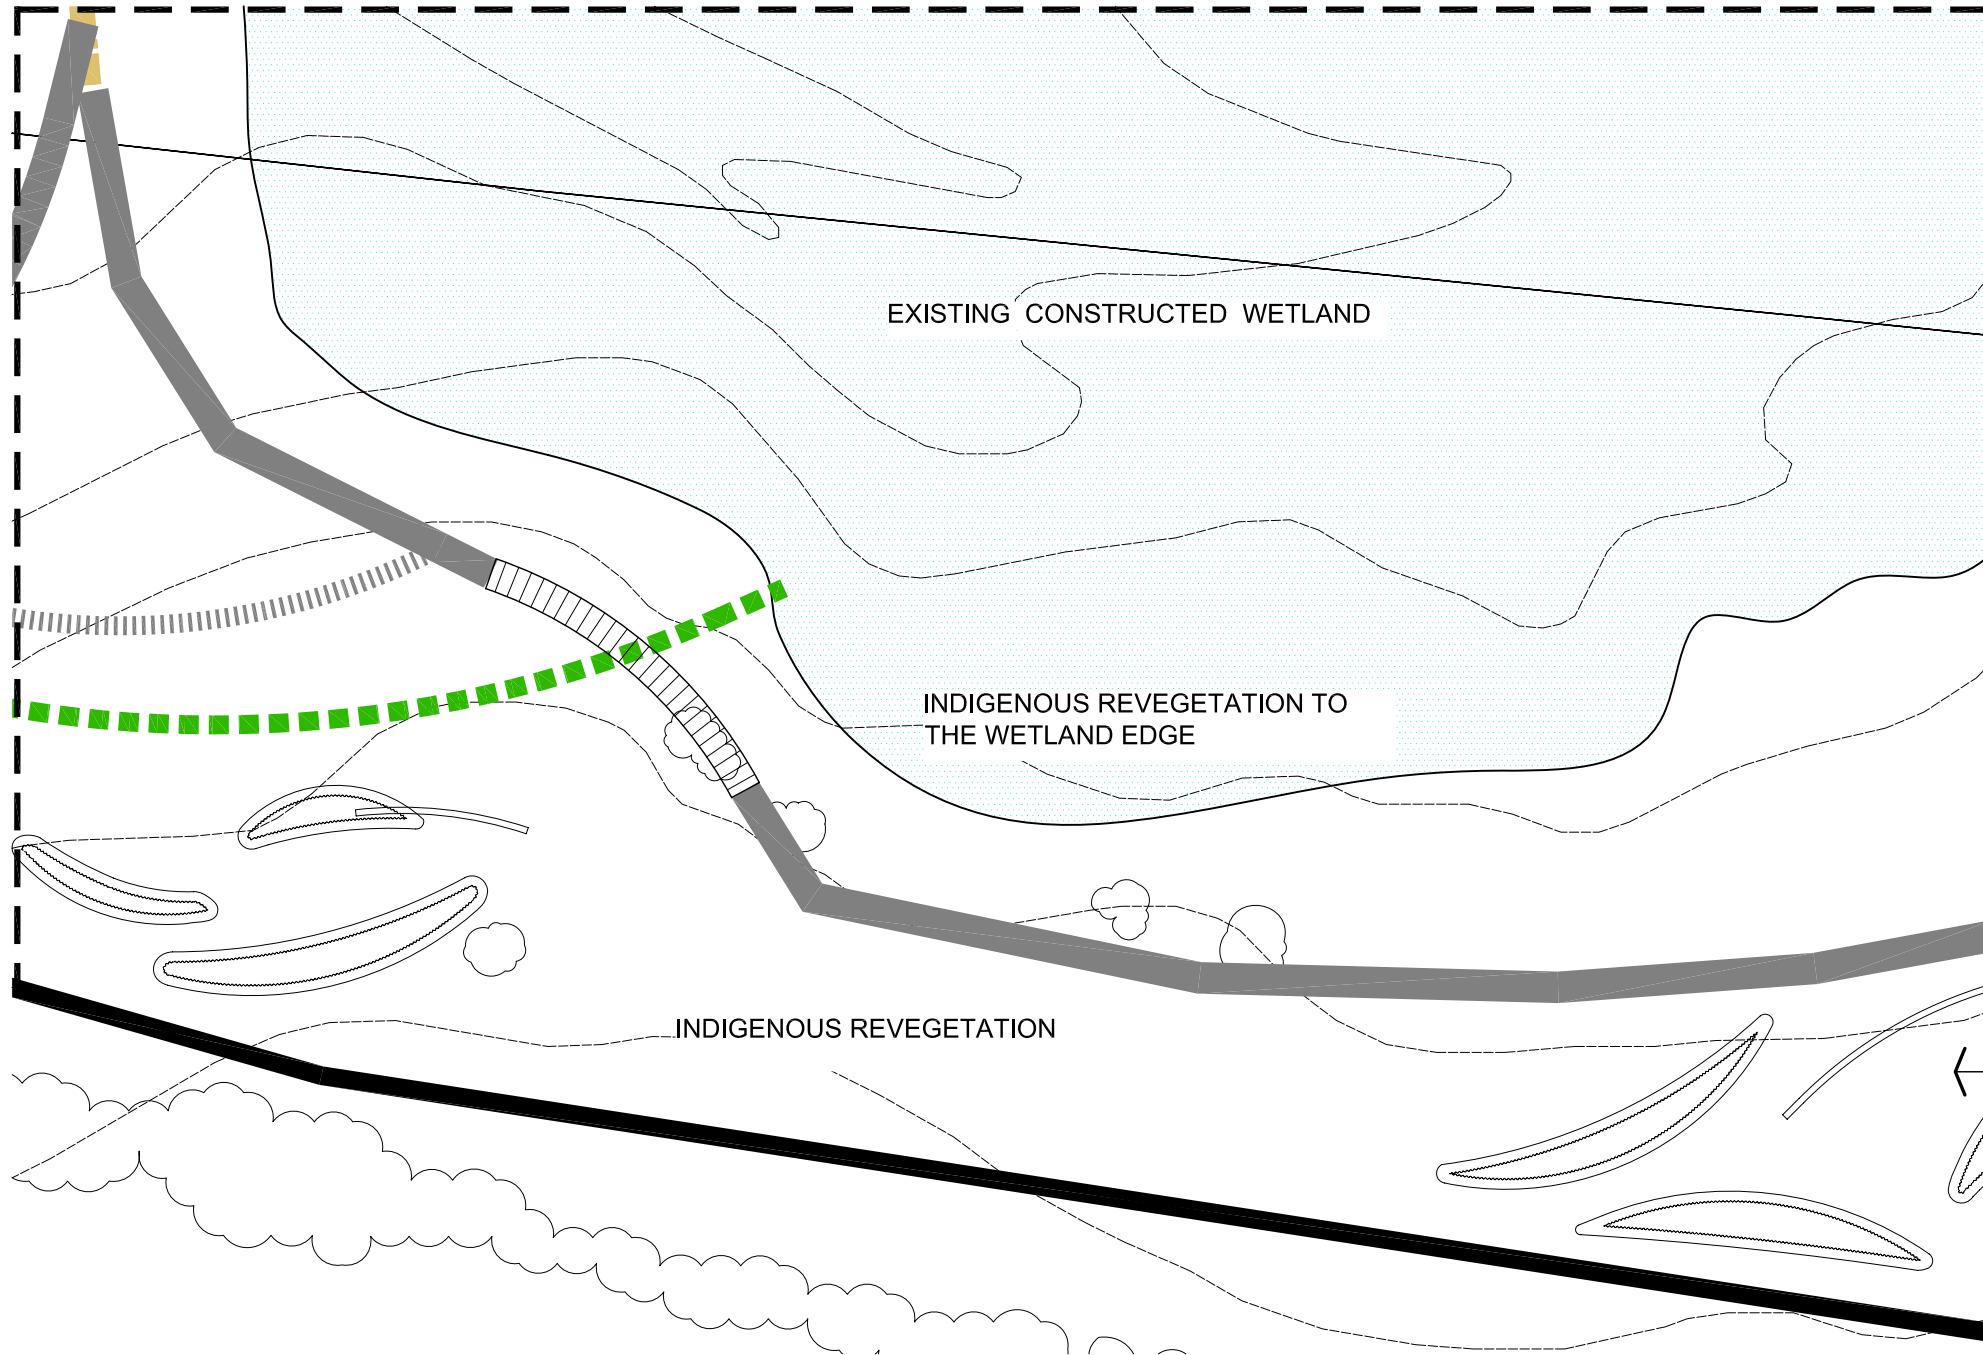 EXISTING CONSTRUCTED WETLAND
INDIGENOUS REVEGETATION TO
THE WETLAND EDGE
INDIGENOUS REVEGETATION